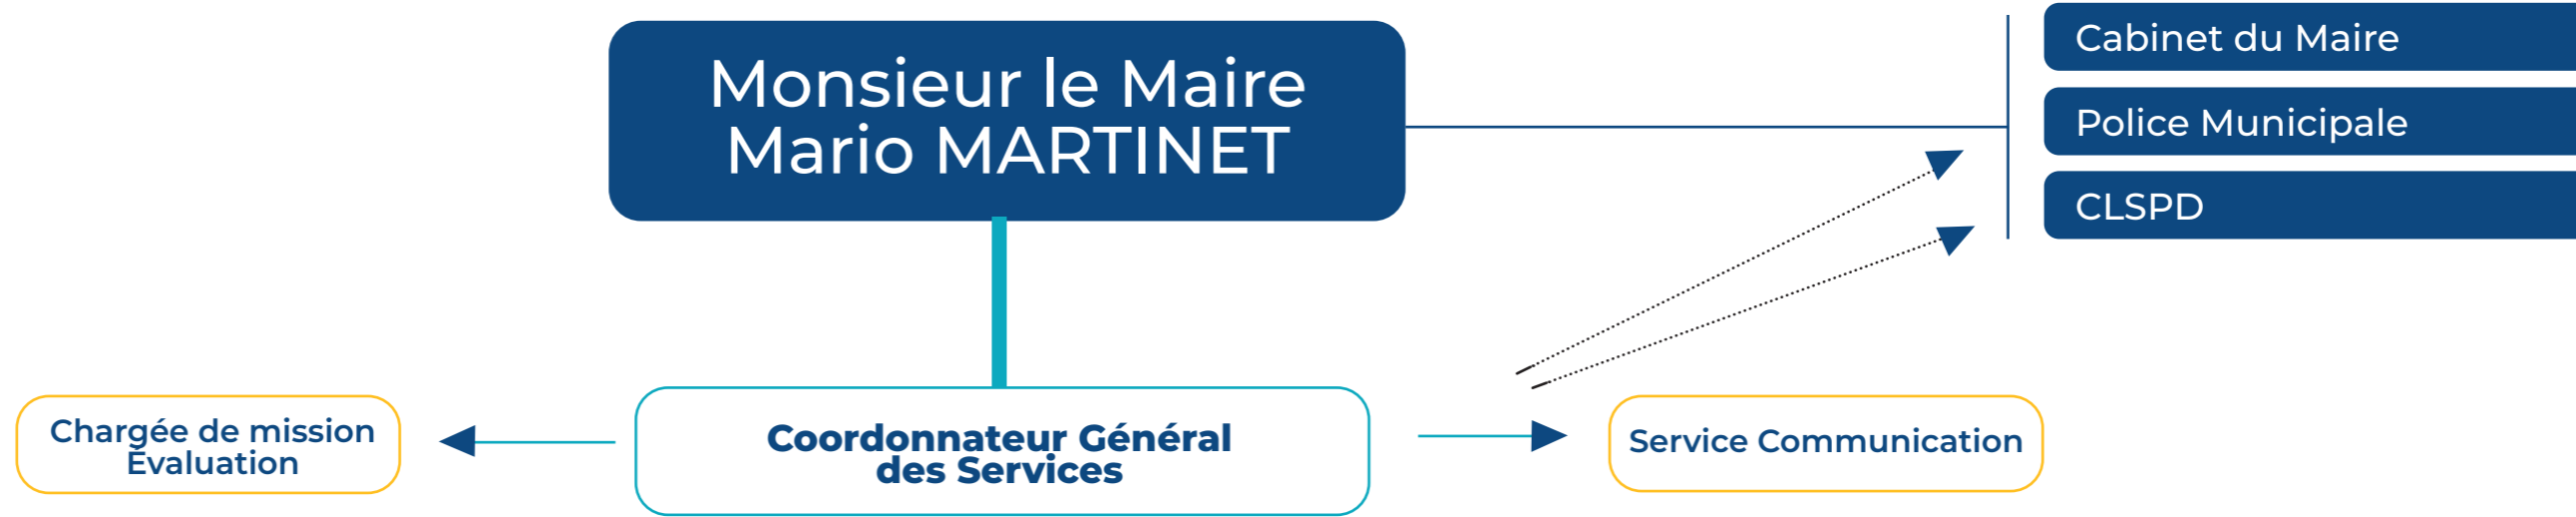 Monsieur le Maire
Mario MARTINET
Cabinet du Maire
Police Municipale
CLSPD
Chargée de mission
Évaluation
Coordonnateur Général
des Services
Service Communication